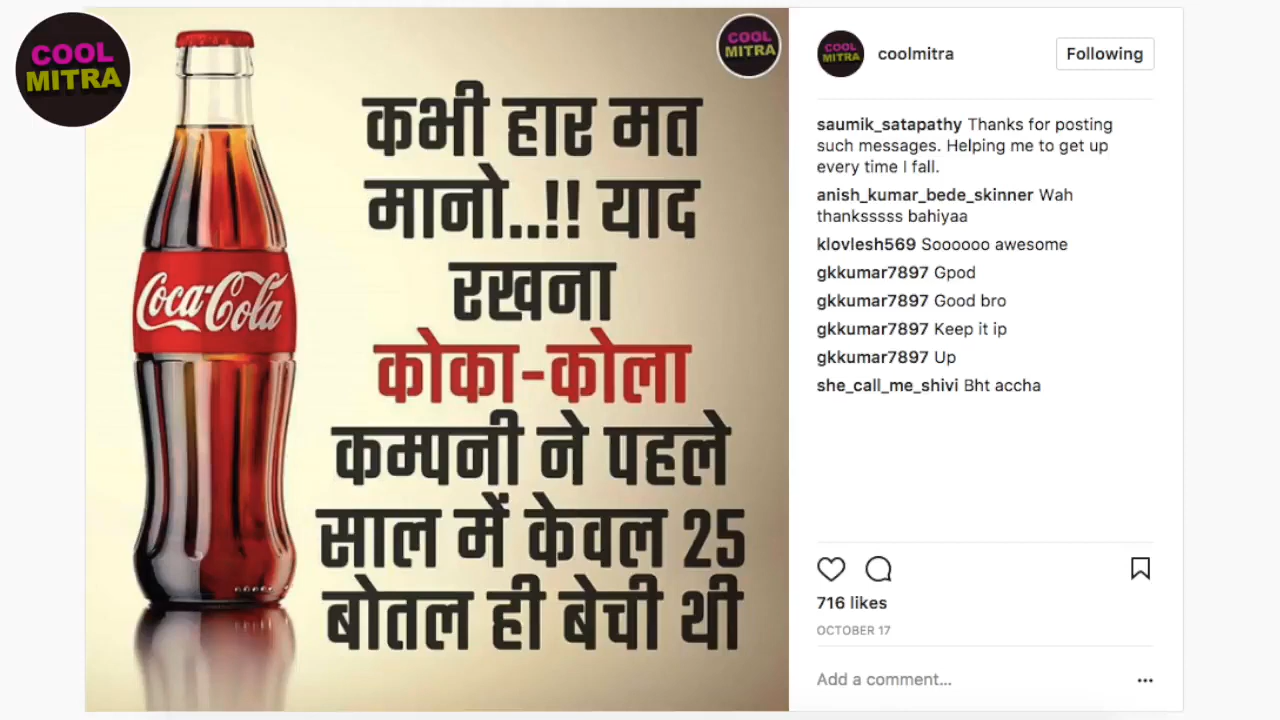 COOL
MITRA
COOL
MITRA
Coca-Cola
कभी हार मत
मानो..!! याद
रखना
कोका-कोला
कम्पनी ने पहले
साल में केवल 25
बोतल ही बेची थी
COOL
MITRA
coolmitra
Following
saumik_satapathy Thanks for posting
such messages. Helping me to get up
every time I fall.
anish_kumar_bede_skinner Wah
thanksssss bahiyaa
klovlesh569 Soooooo awesome
gkkumar7897 Gpod
gkkumar7897 Good bro
gkkumar7897 Keep it ip
gkkumar7897 Up
she_call_me_shivi Bht accha
716 likes
OCTOBER 17
Add a comment...